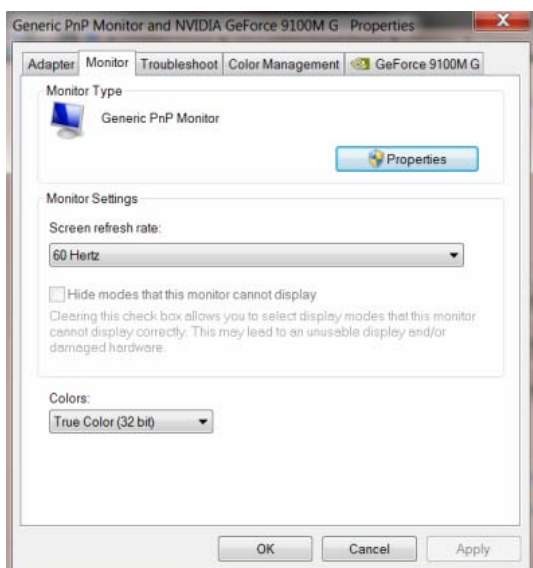 Generic PnP Monitor and NVIDIA GeForce 9100M G Properties
Adapter Monitor Troubleshoot Color Management GeForce 9100M G
Monitor Type
Generic PnP Monitor
Properties
Monitor Settings
Screen refresh rate:
60 Hertz
Hide modes that this monitor cannot display
Clearing this check box allows you to select display modes that this monitor
cannot display correctly. This may lead to an unusable display and/or
damaged hardware.
Colors:
True Color (32 bit)
OK Cancel Apply